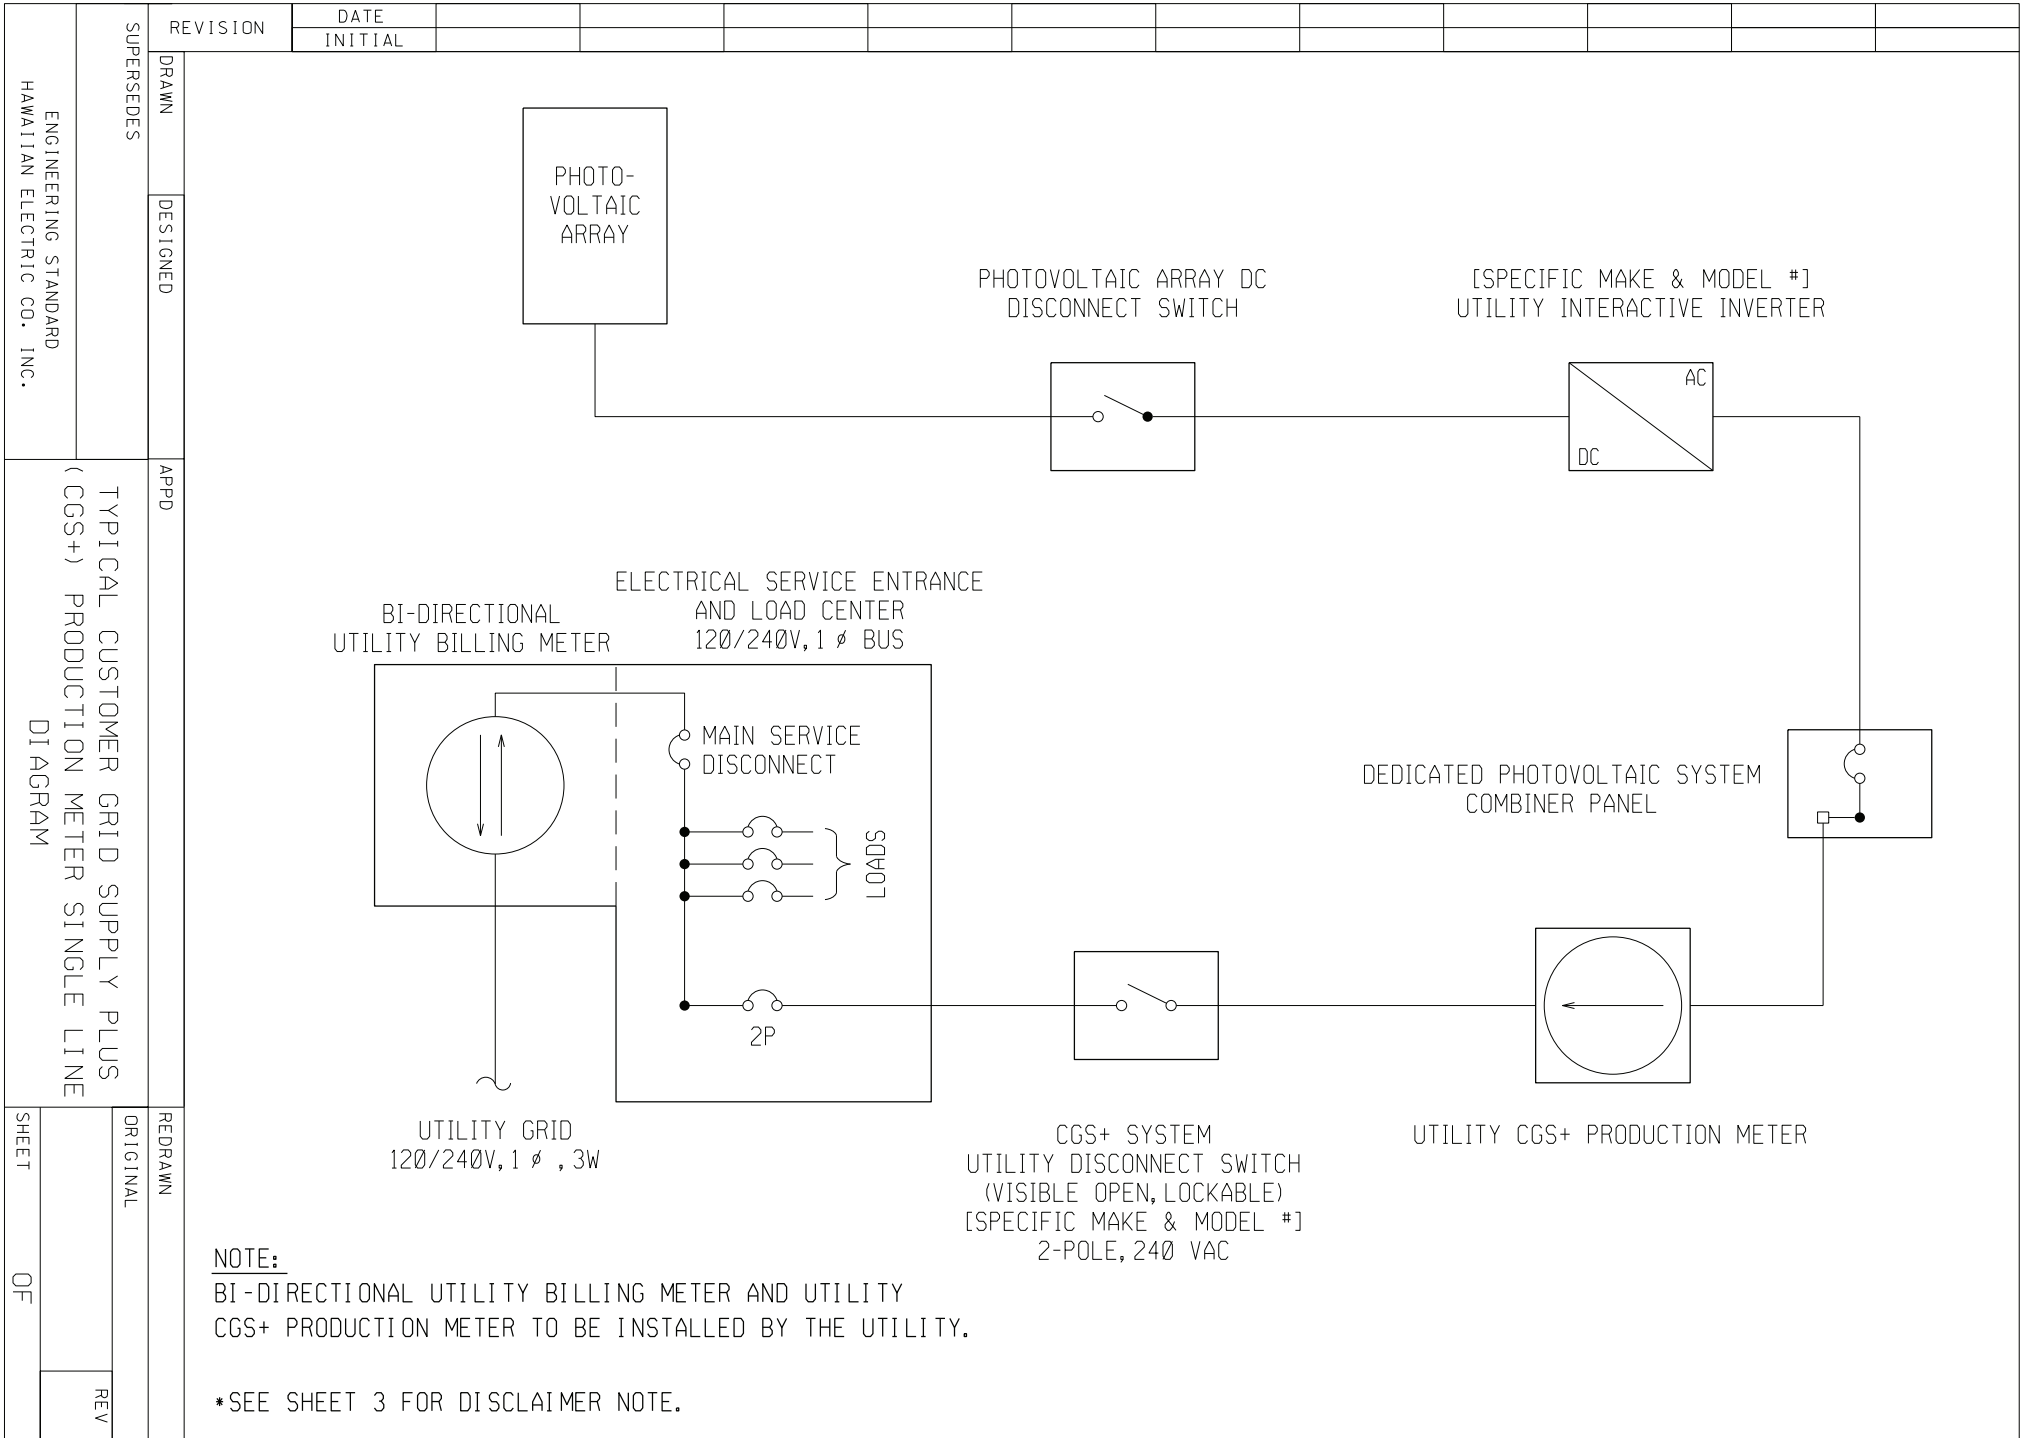 REVISION
DATE
INITIAL
SUPERSEDES
DRAWN
DESIGNED
APPD
REDRAWN
ORIGINAL
ENGINEERING STANDARD
HAWAIIAN ELECTRIC CO. INC.
TYPICAL CUSTOMER GRID SUPPLY PLUS
(CGS+) PRODUCTION METER SINGLE LINE
DIAGRAM
SHEET OF
REV
PHOTO-
VOLTAIC
ARRAY
PHOTOVOLTAIC ARRAY DC
DISCONNECT SWITCH
[SPECIFIC MAKE & MODEL #]
UTILITY INTERACTIVE INVERTER
AC
DC
ELECTRICAL SERVICE ENTRANCE
AND LOAD CENTER
120/240V, 1 ø BUS
BI-DIRECTIONAL
UTILITY BILLING METER
MAIN SERVICE
DISCONNECT
LOADS
2P
DEDICATED PHOTOVOLTAIC SYSTEM
COMBINER PANEL
UTILITY GRID
120/240V, 1 ø , 3W
CGS+ SYSTEM
UTILITY DISCONNECT SWITCH
(VISIBLE OPEN, LOCKABLE)
[SPECIFIC MAKE & MODEL #]
2-POLE, 240 VAC
UTILITY CGS+ PRODUCTION METER
NOTE:
BI-DIRECTIONAL UTILITY BILLING METER AND UTILITY
CGS+ PRODUCTION METER TO BE INSTALLED BY THE UTILITY.
*SEE SHEET 3 FOR DISCLAIMER NOTE.